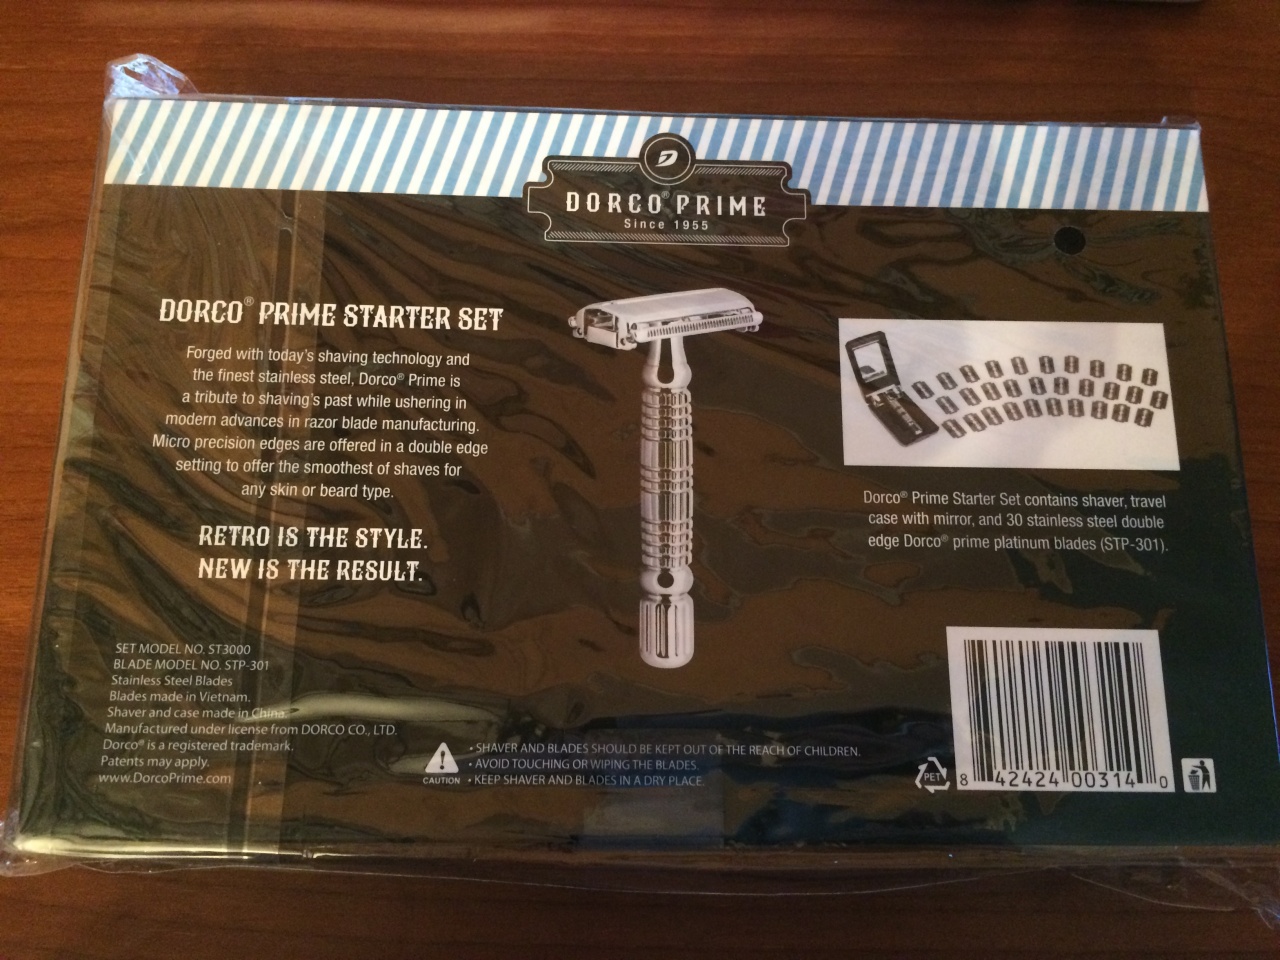 DORCO® PRIME
Since 1955
DORCO® PRIME STARTER SET
Forged with today's shaving technology and
the finest stainless steel, Dorco® Prime is
a tribute to shaving's past while ushering in
modern advances in razor blade manufacturing.
Micro precision edges are offered in a double edge
setting to offer the smoothest of shaves for
any skin or beard type.
RETRO IS THE STYLE.
NEW IS THE RESULT.
Dorco® Prime Starter Set contains shaver, travel
case with mirror, and 30 stainless steel double
edge Dorco® prime platinum blades (STP-301).
SET MODEL NO. ST3000
BLADE MODEL NO. STP-301
Stainless Steel Blades
Blades made in Vietnam.
Shaver and case made in China.
Manufactured under license from DORCO CO., LTD.
Dorco® is a registered trademark.
Patents may apply.
www.DorcoPrime.com
CAUTION
• SHAVER AND BLADES SHOULD BE KEPT OUT OF THE REACH OF CHILDREN.
• AVOID TOUCHING OR WIPING THE BLADES.
• KEEP SHAVER AND BLADES IN A DRY PLACE.
PET
8 42424 00314 0